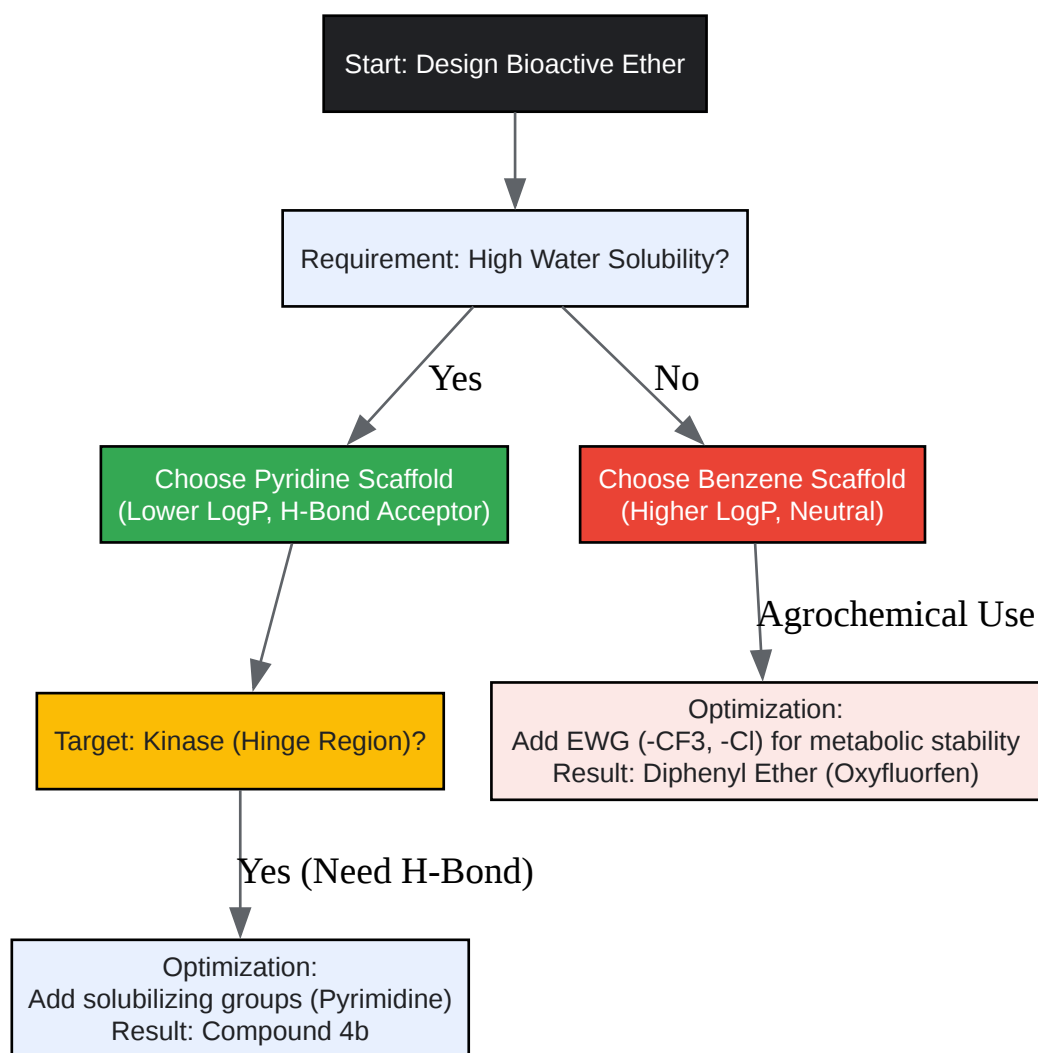 Start: Design Bioactive Ether
Requirement: High Water Solubility?
Yes
No
Choose Pyridine Scaffold
(Lower LogP, H-Bond Acceptor)
Choose Benzene Scaffold
(Higher LogP, Neutral)
Agrochemical Use
Target: Kinase (Hinge Region)?
Optimization:
Add EWG (-CF3, -Cl) for metabolic stability
Result: Diphenyl Ether (Oxyfluorfen)
Yes (Need H-Bond)
Optimization:
Add solubilizing groups (Pyrimidine)
Result: Compound 4b